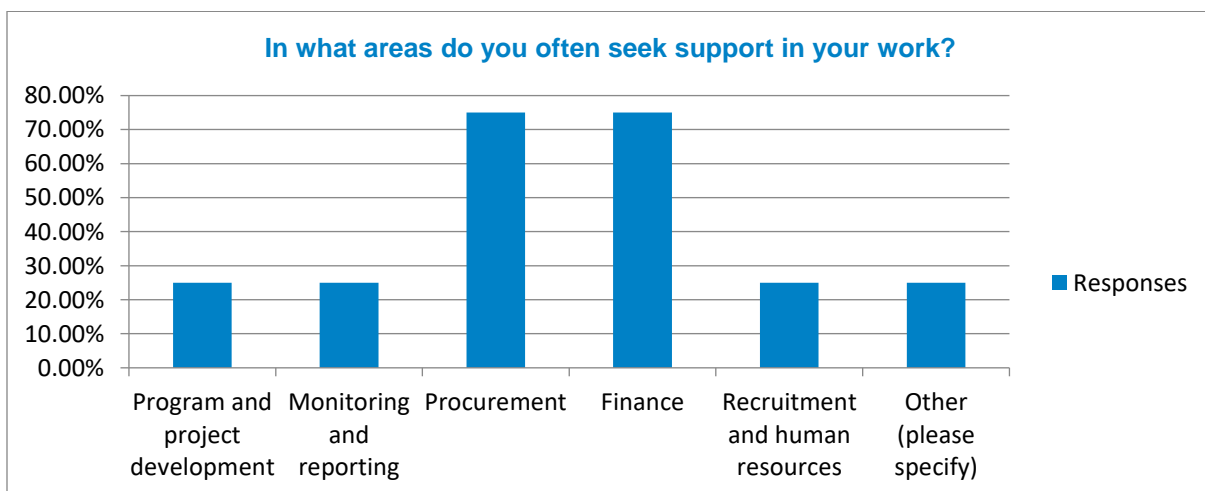 In what areas do you often seek support in your work?
80.00%
70.00%
60.00%
50.00%
40.00%
30.00%
20.00%
10.00%
0.00%
Program and project development
Monitoring and reporting
Procurement
Finance
Recruitment and human resources
Other (please specify)
Responses